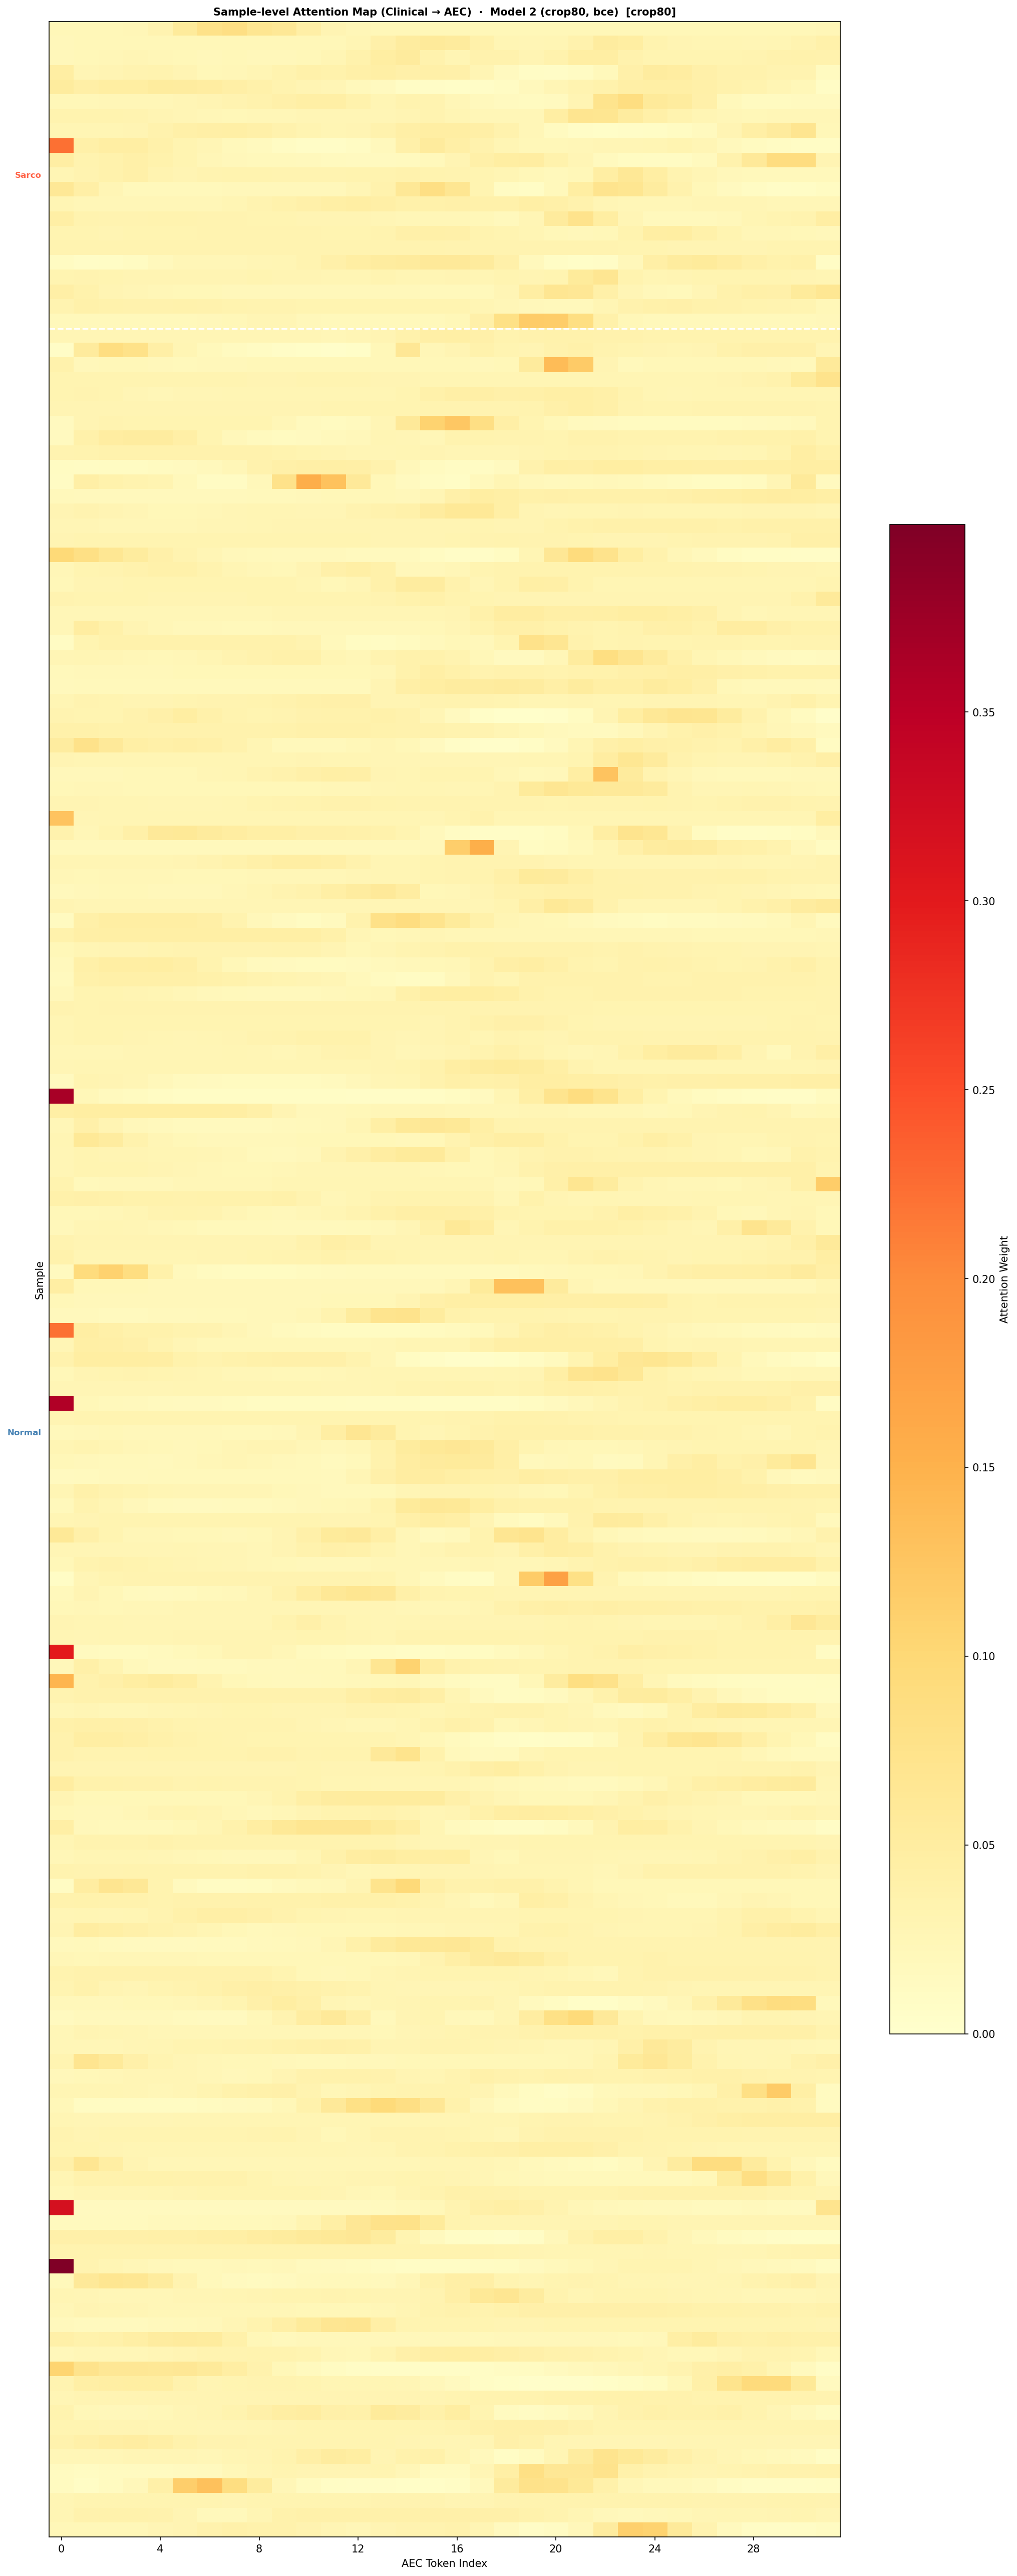 Sample-level Attention Map (Clinical → AEC)  ·  Model 2 (crop80, bce)  [crop80]
Sarco
Normal
Sample
0 4 8 12 16 20 24 28
AEC Token Index
0.35
0.30
0.25
0.20
0.15
0.10
0.05
0.00
Attention Weight